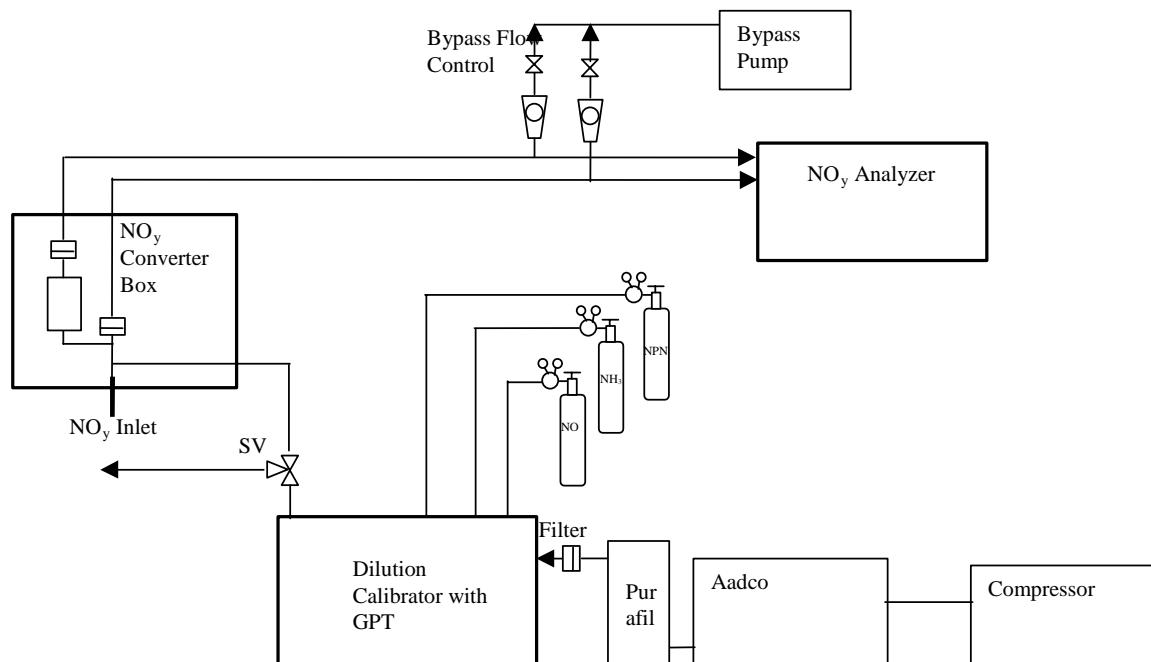 Bypass Flow
Control
Bypass
Pump
NOy Analyzer
NOy
Converter
Box
NPN
NH3
NO
NOy Inlet
SV
Filter
Dilution
Calibrator with
GPT
Pur
afil
Aadco
Compressor